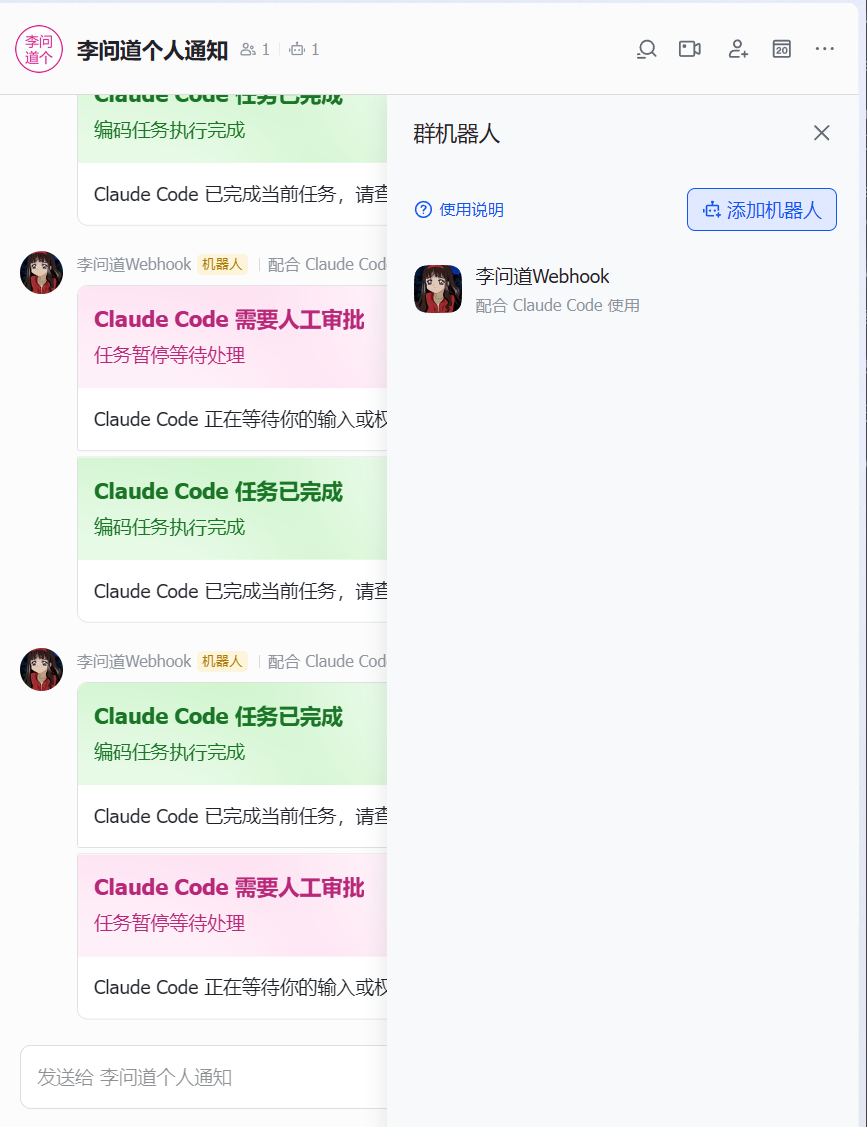 李问
道个
李问道个人通知 1 1
20
Claude Code 任务已完成
编码任务执行完成
Claude Code 已完成当前任务，请查
李问道Webhook 机器人 配合 Claude Cod
Claude Code 需要人工审批
任务暂停等待处理
Claude Code 正在等待你的输入或权
Claude Code 任务已完成
编码任务执行完成
Claude Code 已完成当前任务，请查
李问道Webhook 机器人 配合 Claude Cod
Claude Code 任务已完成
编码任务执行完成
Claude Code 已完成当前任务，请查
Claude Code 需要人工审批
任务暂停等待处理
Claude Code 正在等待你的输入或权
发送给 李问道个人通知
群机器人
使用说明
添加机器人
李问道Webhook
配合 Claude Code 使用